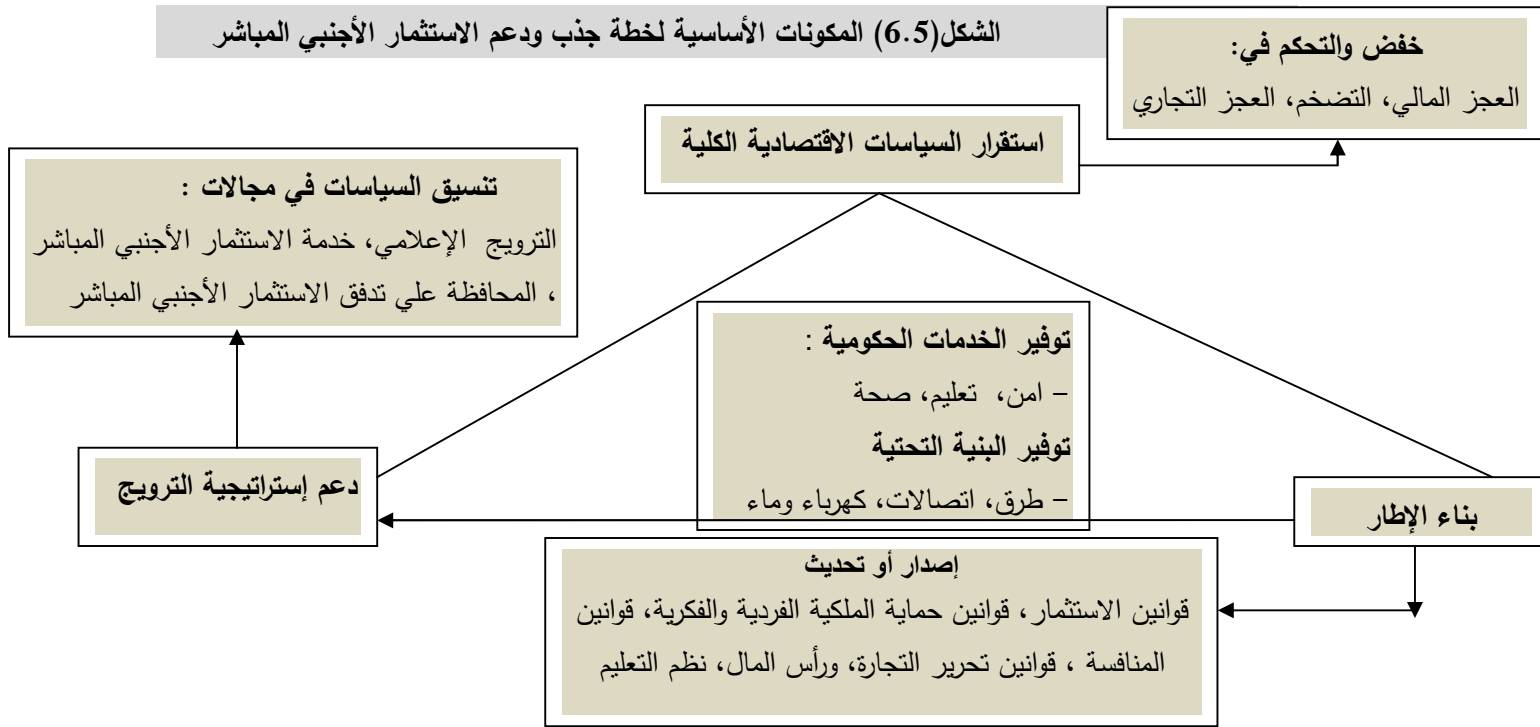 الشكل(6.5) المكونات الأساسية لخطة جذب ودعم الاستثمار الأجنبي المباشر
خفض والتحكم في:
العجز المالي، التضخم، العجز التجاري
استقرار السياسات الاقتصادية الكلية
تنسيق السياسات في مجالات :
الترويج الإعلامي، خدمة الاستثمار الأجنبي المباشر
، المحافظة علي تدفق الاستثمار الأجنبي المباشر
توفير الخدمات الحكومية :
– امن، تعليم، صحة
توفير البنية التحتية
– طرق، اتصالات، كهرباء وماء
دعم إستراتيجية الترويج
بناء الإطار
إصدار أو تحديث
قوانين الاستثمار، قوانين حماية الملكية الفردية والفكرية، قوانين
المنافسة ، قوانين تحرير التجارة، ورأس المال، نظم التعليم